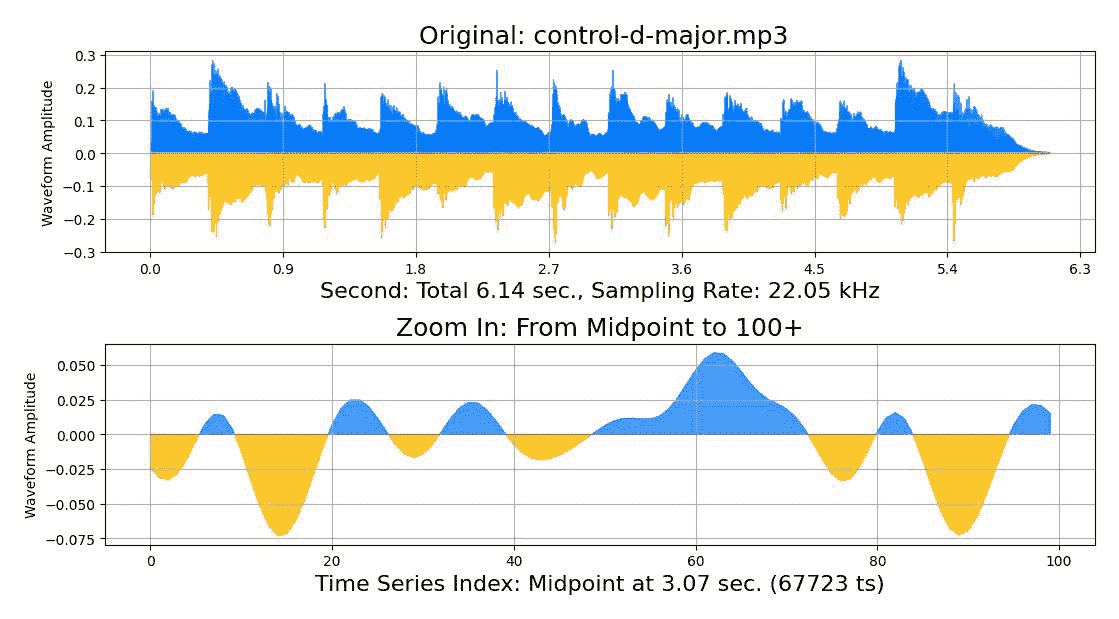 Original: control-d-major.mp3
Waveform Amplitude
0.3
0.2
0.1
0.0
−0.1
−0.2
−0.3
0.0 0.9 1.8 2.7 3.6 4.5 5.4 6.3
Second: Total 6.14 sec., Sampling Rate: 22.05 kHz
Zoom In: From Midpoint to 100+
Waveform Amplitude
0.050
0.025
0.000
−0.025
−0.050
−0.075
0 20 40 60 80 100
Time Series Index: Midpoint at 3.07 sec. (67723 ts)